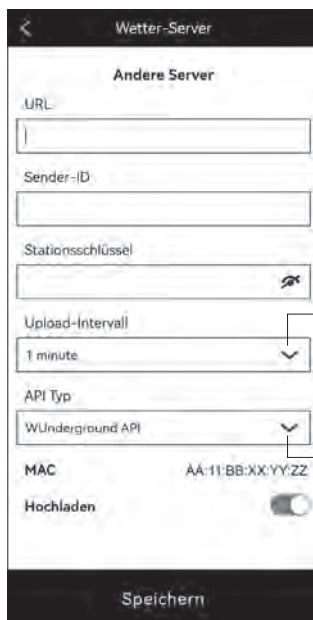 Wetter-Server
Andere Server
URL
Sender-ID
Stationsschlüssel
Upload-Intervall
1 minute
API Typ
WUnderground API
MAC AA:11:BB:XX:YY:ZZ
Hochladen
Speichern